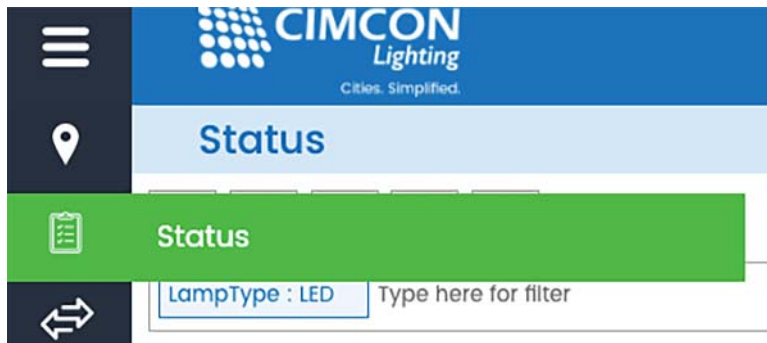 CIMCON
Lighting
Cities. Simplified.
Status
Status
LampType : LED Type here for filter